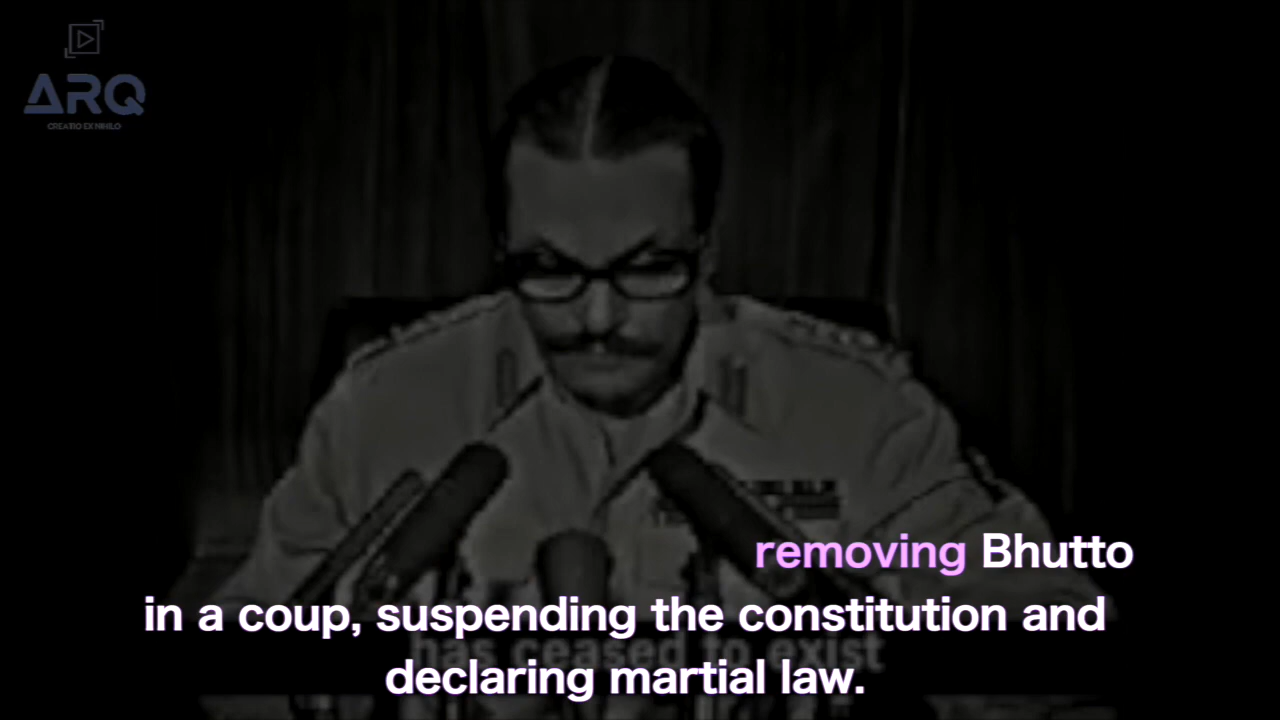 ARQ
CREATIO EX NIHILO
removing Bhutto
in a coup, suspending the constitution and
has ceased to exist
declaring martial law.